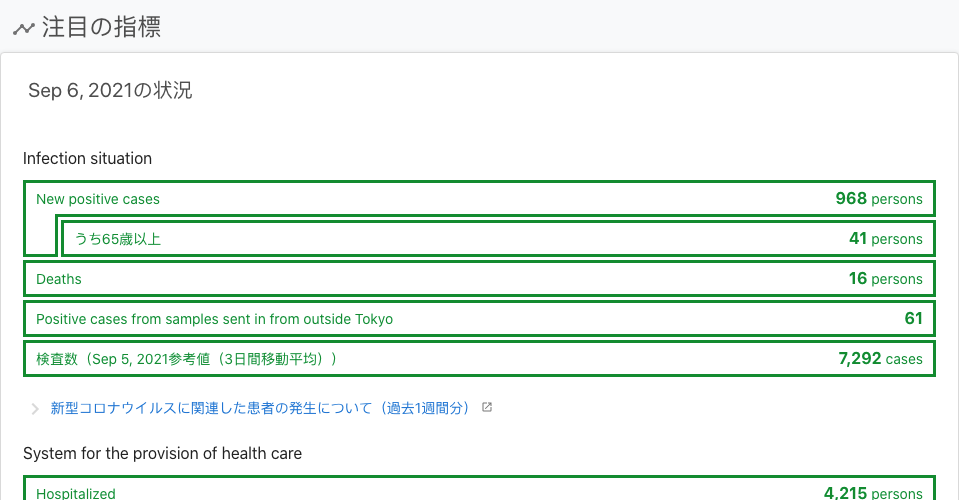 注目の指標
Sep 6, 2021の状況
Infection situation
New positive cases 968 persons
うち65歳以上 41 persons
Deaths 16 persons
Positive cases from samples sent in from outside Tokyo 61
検査数（Sep 5, 2021参考値（3日間移動平均）） 7,292 cases
新型コロナウイルスに関連した患者の発生について（過去1週間分）
System for the provision of health care
Hospitalized 4,215 persons